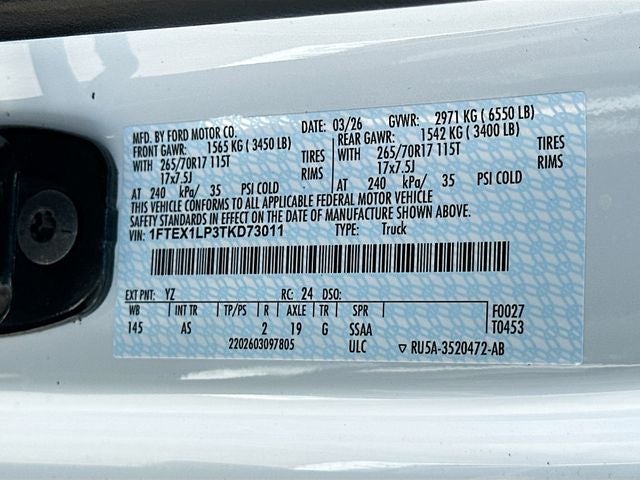 MFD. BY FORD MOTOR CO.
DATE: 03/26 GVWR: 2971 KG ( 6550 LB)
FRONT GAWR: 1565 KG ( 3450 LB) REAR GAWR: 1542 KG ( 3400 LB)
WITH 265/70R17 115T TIRES WITH 265/70R17 115T TIRES
17x7.5J RIMS 17x7.5J RIMS
AT 240 kPa/ 35 PSI COLD AT 240 kPa/ 35 PSI COLD
THIS VEHICLE CONFORMS TO ALL APPLICABLE FEDERAL MOTOR VEHICLE
SAFETY STANDARDS IN EFFECT ON THE DATE OF MANUFACTURE SHOWN ABOVE.
VIN: 1FTEX1LP3TKD73011 TYPE: Truck
EXT PNT: YZ RC: 24 DSO:
WB INT TR TP/PS R AXLE TR SPR F0027
145 AS 2 19 G SSAA T0453
2202603097805 ULC ▽ RU5A-3520472-AB